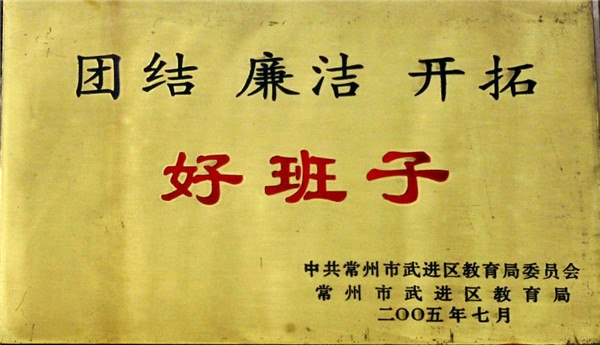 团结 廉洁 开拓
好班子
中共常州市武进区教育局委员会
常州市武进区教育局
二〇〇五年七月